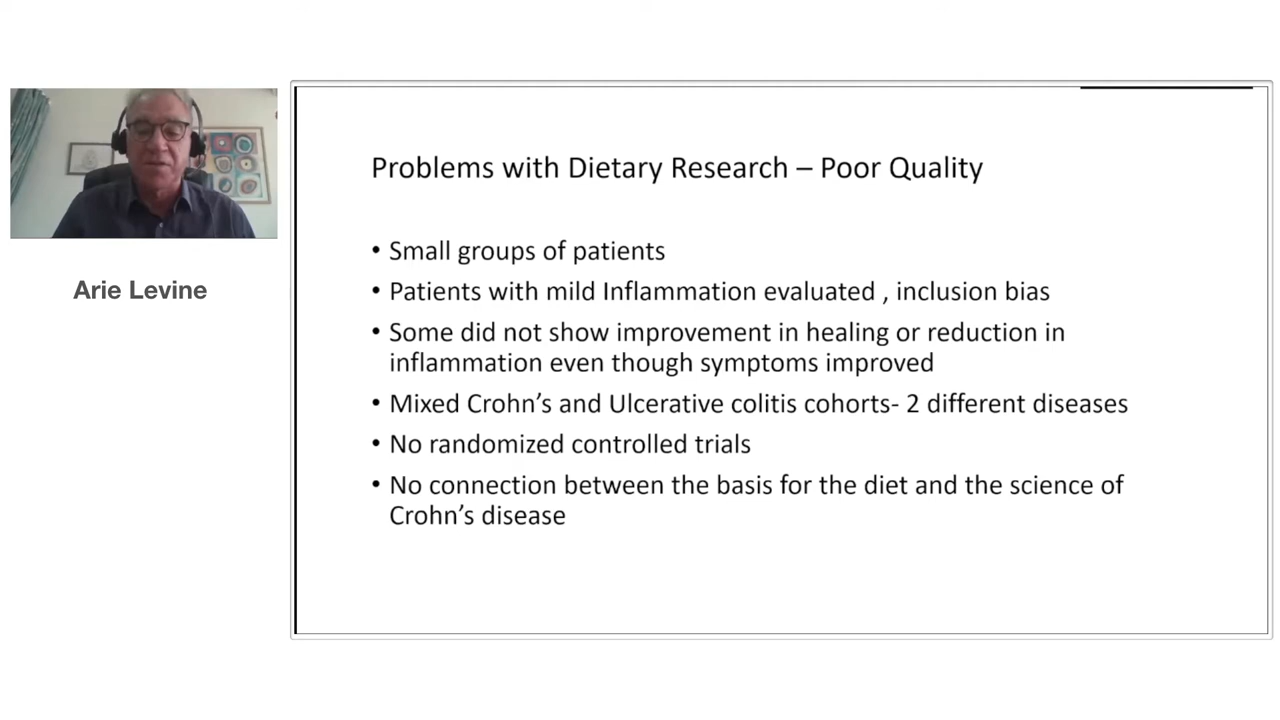 Arie Levine
Problems with Dietary Research – Poor Quality
• Small groups of patients
• Patients with mild Inflammation evaluated , inclusion bias
• Some did not show improvement in healing or reduction in
inflammation even though symptoms improved
• Mixed Crohn’s and Ulcerative colitis cohorts- 2 different diseases
• No randomized controlled trials
• No connection between the basis for the diet and the science of
Crohn’s disease